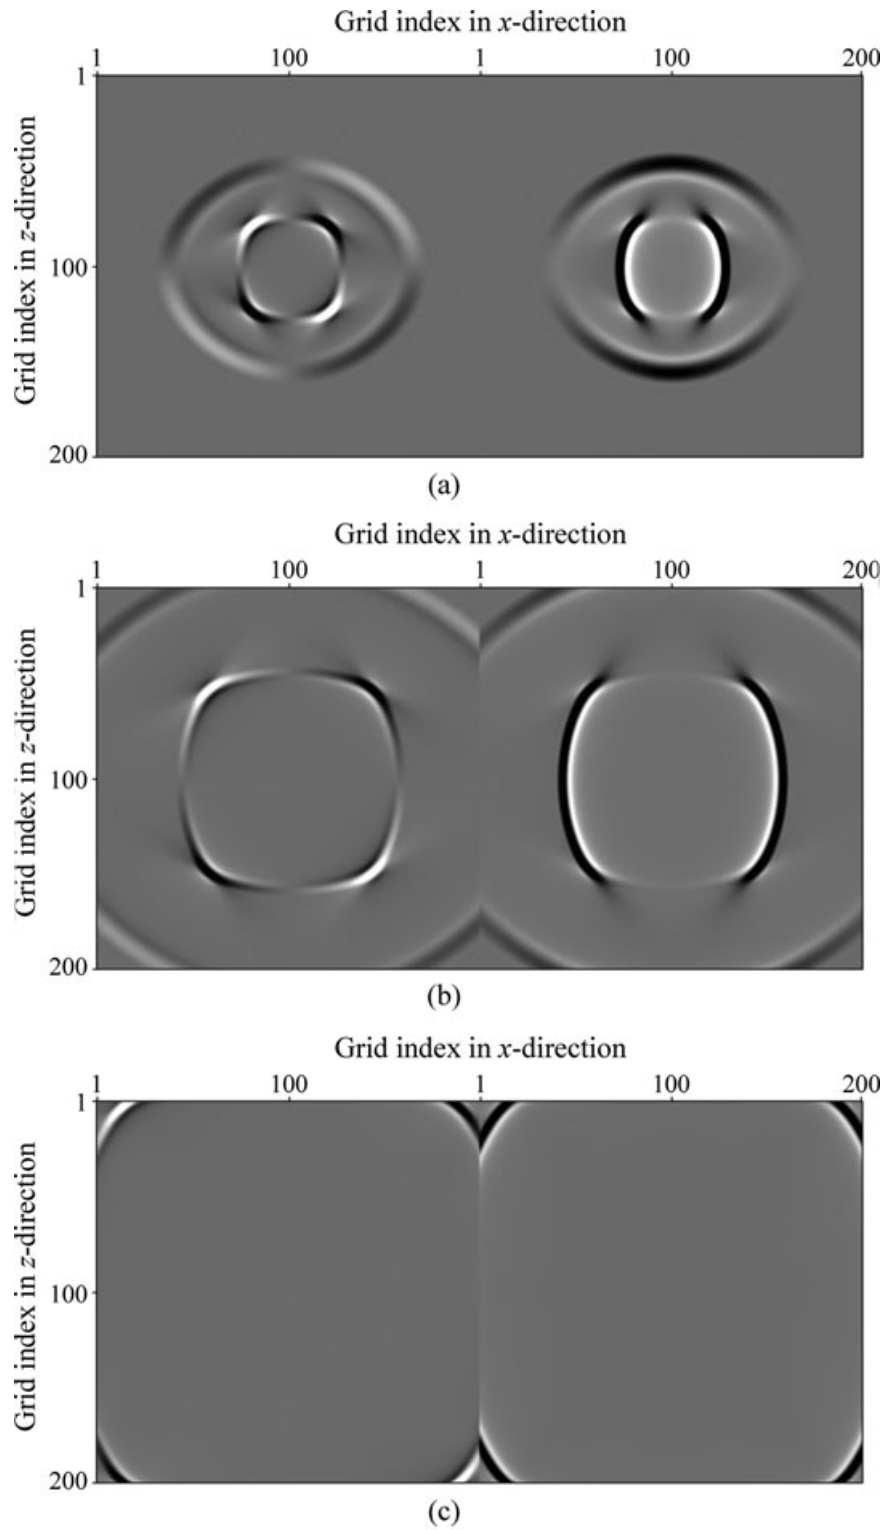 Grid index in x-direction
1 100 1 100 200
Grid index in z-direction
1
100
200
(a)
Grid index in x-direction
1 100 1 100 200
Grid index in z-direction
1
100
200
(b)
Grid index in x-direction
1 100 1 100 200
Grid index in z-direction
1
100
200
(c)